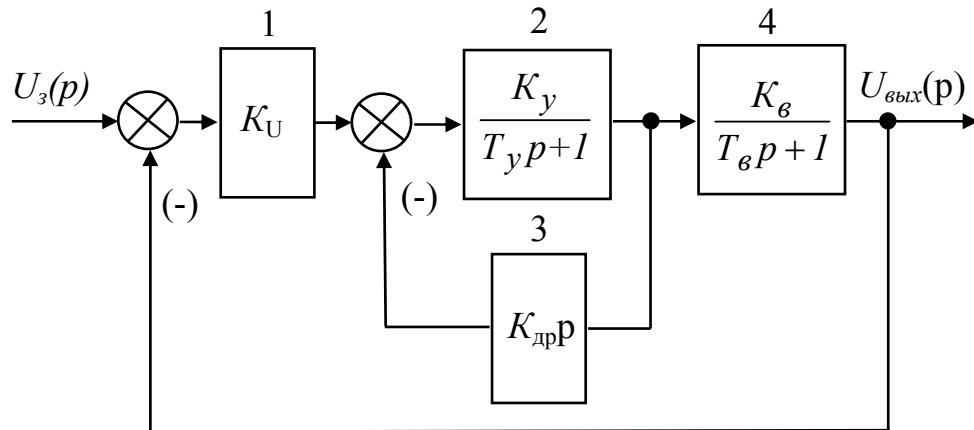 1
2
4
U_з(p)
K_U
K_у
T_у p+1
K_в
T_в p + 1
U_вых(p)
(-)
(-)
3
K_др p